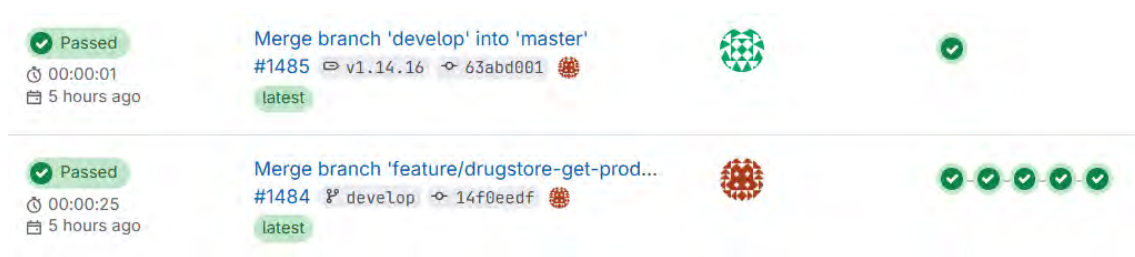 Passed
00:00:01
5 hours ago
Merge branch 'develop' into 'master'
#1485 v1.14.16 63abd001
latest
Passed
00:00:25
5 hours ago
Merge branch 'feature/drugstore-get-prod...
#1484 develop 14f0eedf
latest